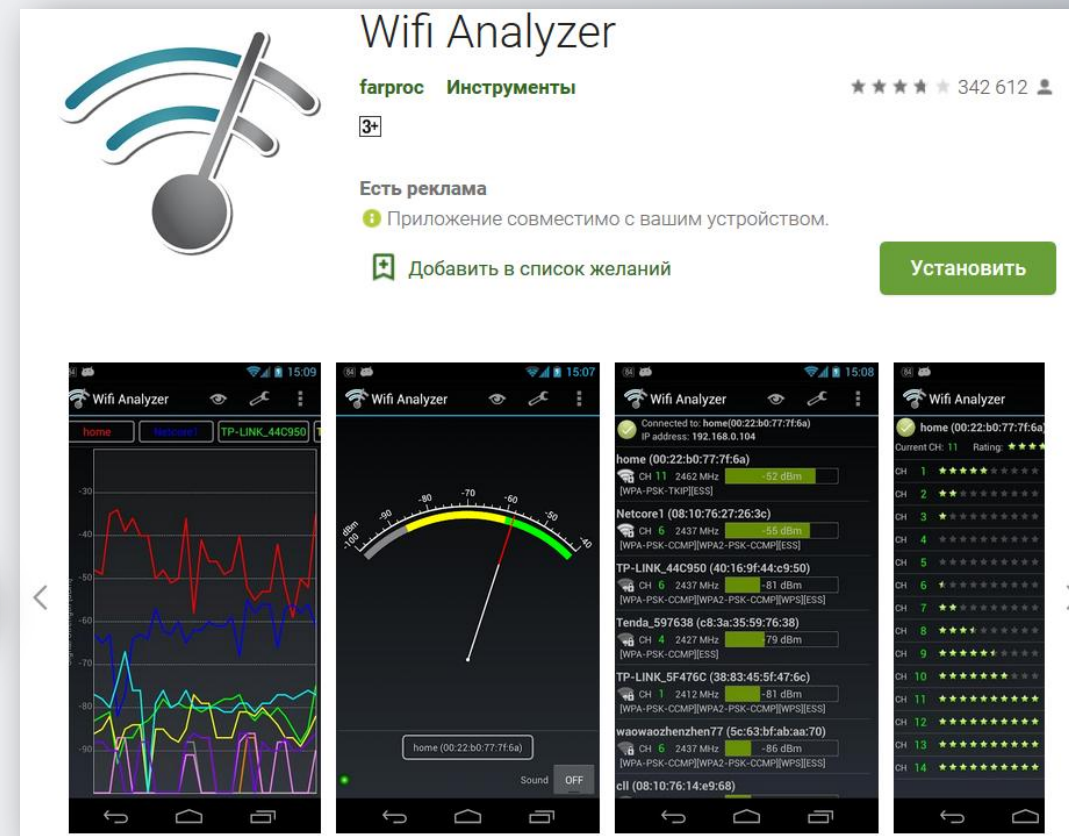 Wifi Analyzer
farproc Инструменты
342 612
3+
Есть реклама
Приложение совместимо с вашим устройством.
Добавить в список желаний
Установить
84 15:09
Wifi Analyzer
home Netcore1 TP-LINK_44C950
-30
-40
-50
-60
-70
-80
-90
84 15:07
Wifi Analyzer
dBm -100 -90 -80 -70 -60 -50 -40
home (00:22:b0:77:7f:6a)
Sound OFF
84 15:08
Wifi Analyzer
Connected to: home(00:22:b0:77:7f:6a)
IP address: 192.168.0.104
home (00:22:b0:77:7f:6a)
CH 11 2462 MHz -52 dBm
[WPA-PSK-TKIP][ESS]
Netcore1 (08:10:76:27:26:3c)
CH 6 2437 MHz -55 dBm
[WPA-PSK-CCMP][WPA2-PSK-CCMP][ESS]
TP-LINK_44C950 (40:16:9f:44:c9:50)
CH 6 2437 MHz -81 dBm
[WPA-PSK-CCMP][WPA2-PSK-CCMP][WPS][ESS]
Tenda_597638 (c8:3a:35:59:76:38)
CH 4 2427 MHz -79 dBm
[WPA-PSK-CCMP][ESS]
TP-LINK_5F476C (38:83:45:5f:47:6c)
CH 1 2412 MHz -81 dBm
[WPA-PSK-CCMP][WPA2-PSK-CCMP][WPS][ESS]
waowaozhenzhen77 (5c:63:bf:ab:aa:70)
CH 6 2437 MHz -86 dBm
[WPA-PSK-CCMP][WPA2-PSK-CCMP][WPS][ESS]
cll (08:10:76:14:e9:68)
84
Wifi Analyzer
home (00:22:b0:77:7f:6a)
Current CH: 11 Rating:
CH 1
CH 2
CH 3
CH 4
CH 5
CH 6
CH 7
CH 8
CH 9
CH 10
CH 11
CH 12
CH 13
CH 14